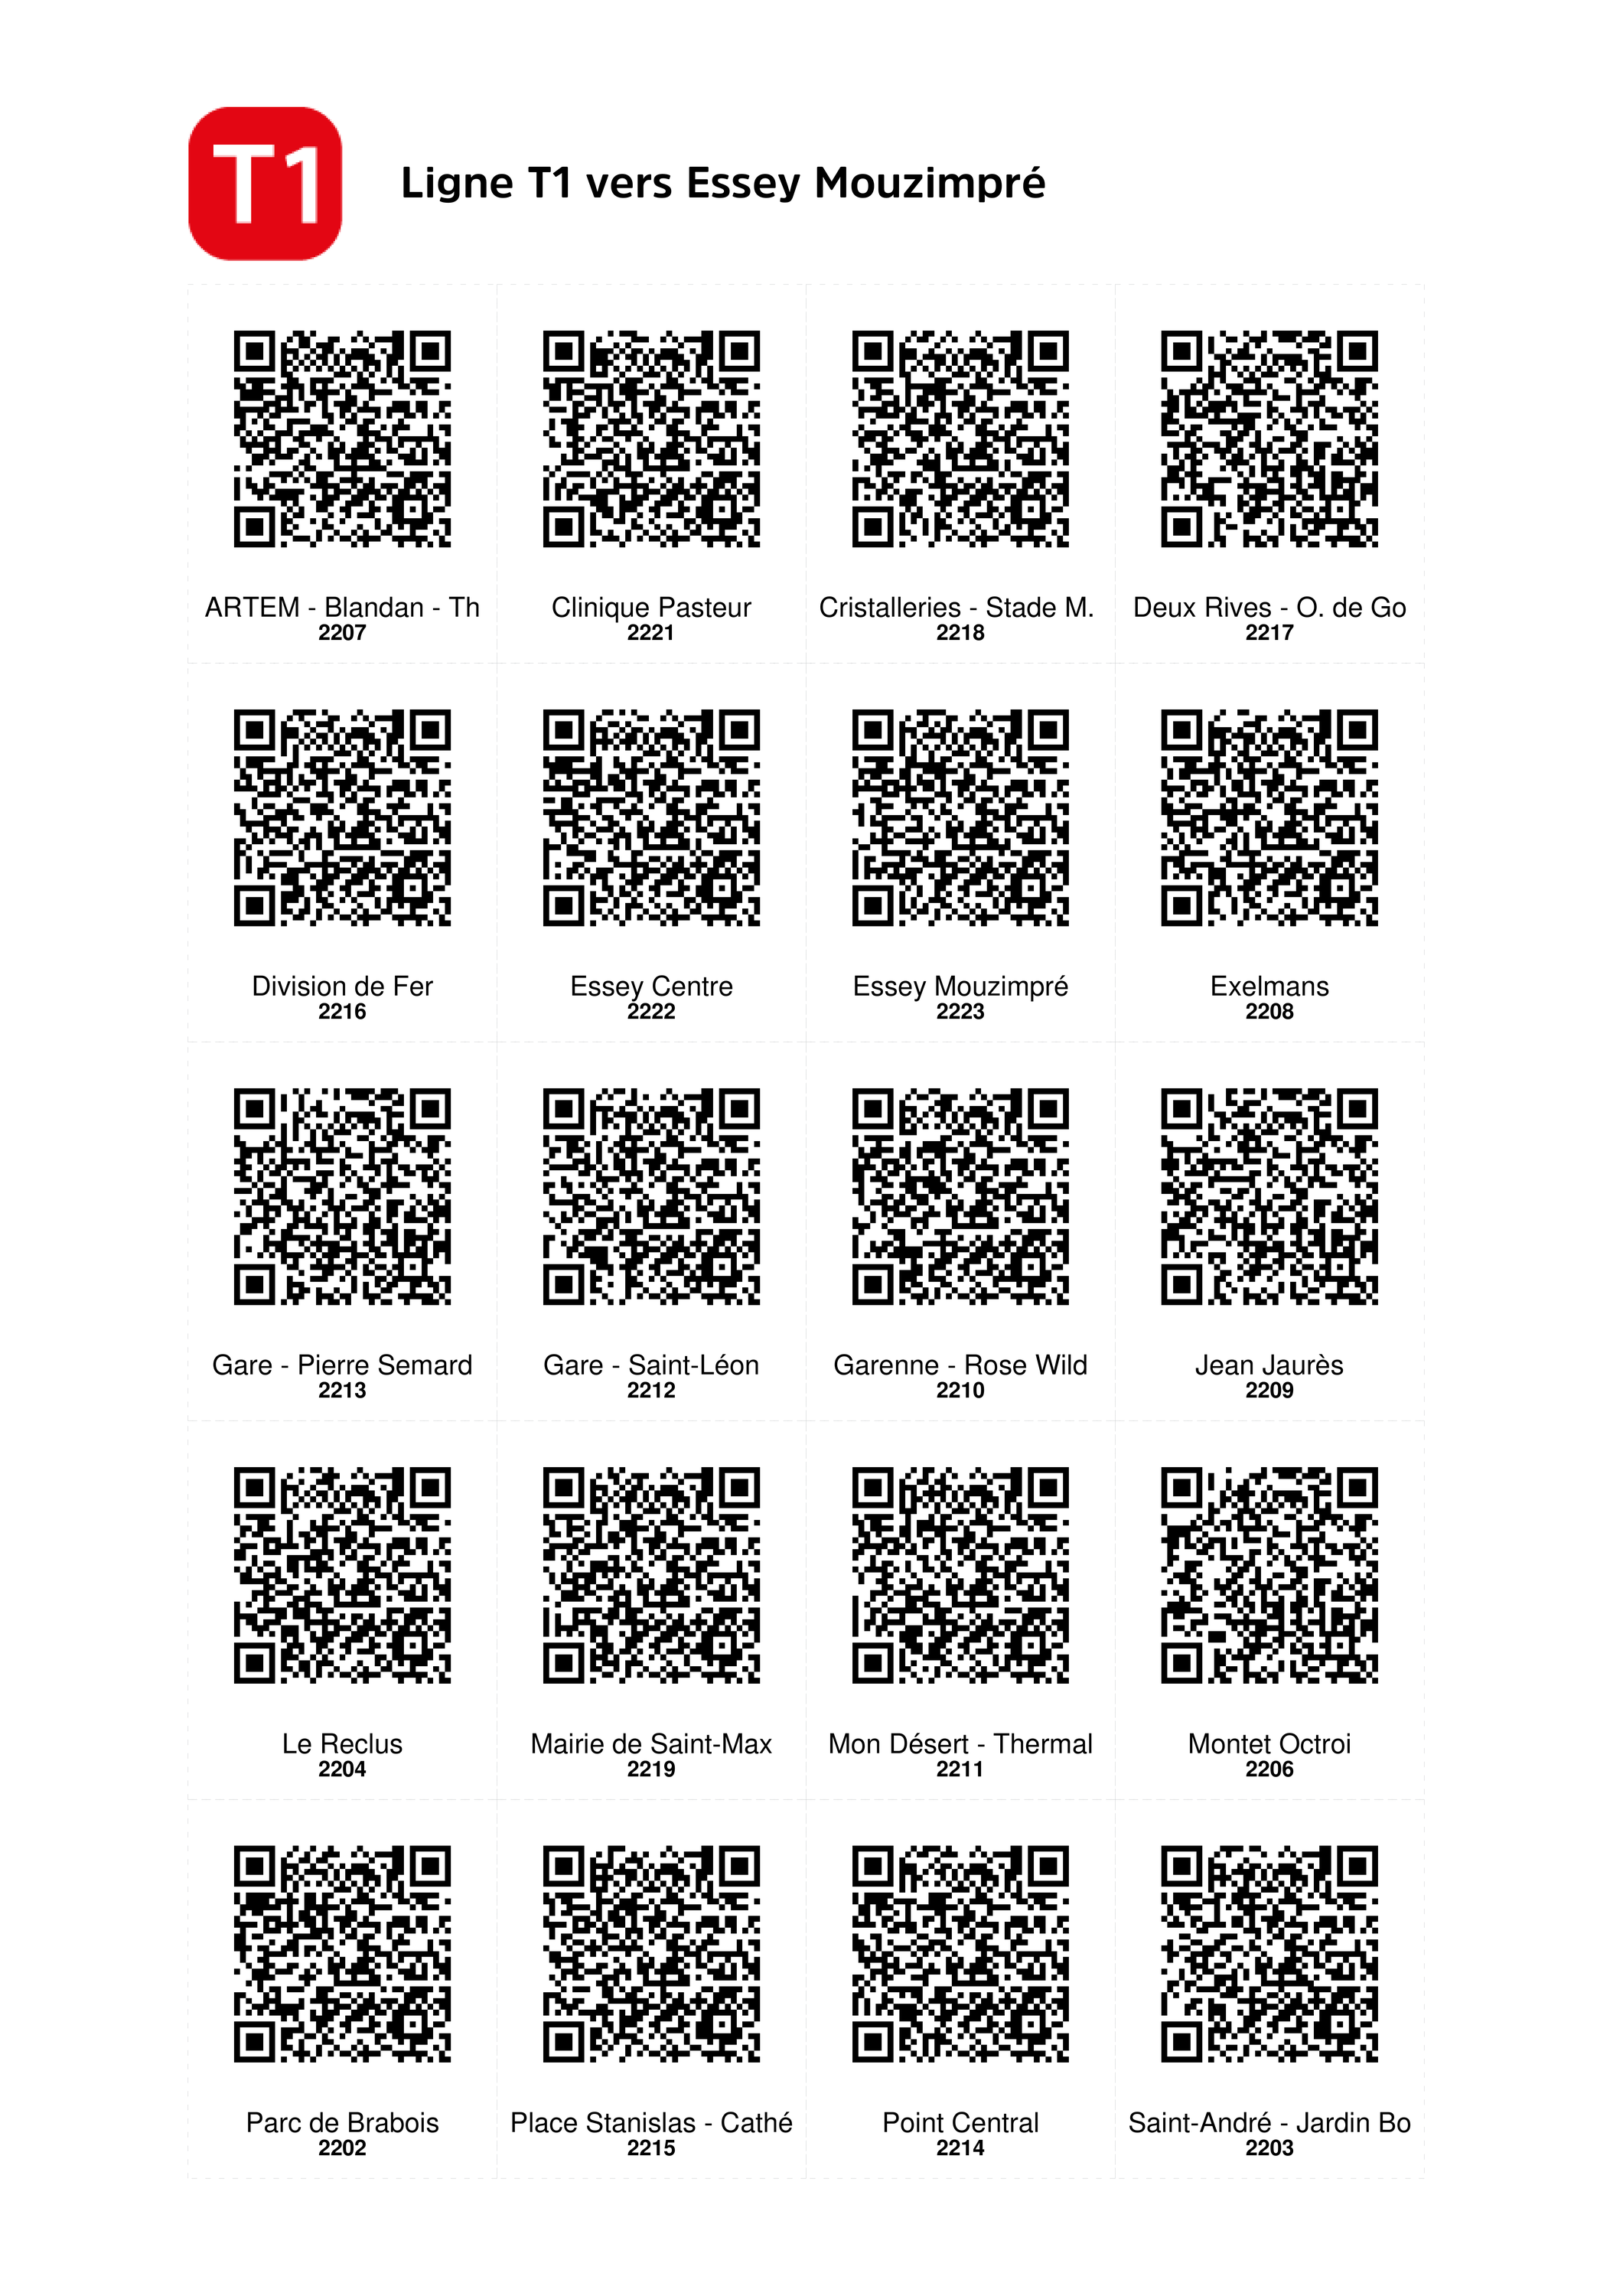 T1
Ligne T1 vers Essey Mouzimpré
ARTEM - Blandan - Th
2207
Clinique Pasteur
2221
Cristalleries - Stade M.
2218
Deux Rives - O. de Go
2217
Division de Fer
2216
Essey Centre
2222
Essey Mouzimpré
2223
Exelmans
2208
Gare - Pierre Semard
2213
Gare - Saint-Léon
2212
Garenne - Rose Wild
2210
Jean Jaurès
2209
Le Reclus
2204
Mairie de Saint-Max
2219
Mon Désert - Thermal
2211
Montet Octroi
2206
Parc de Brabois
2202
Place Stanislas - Cathé
2215
Point Central
2214
Saint-André - Jardin Bo
2203